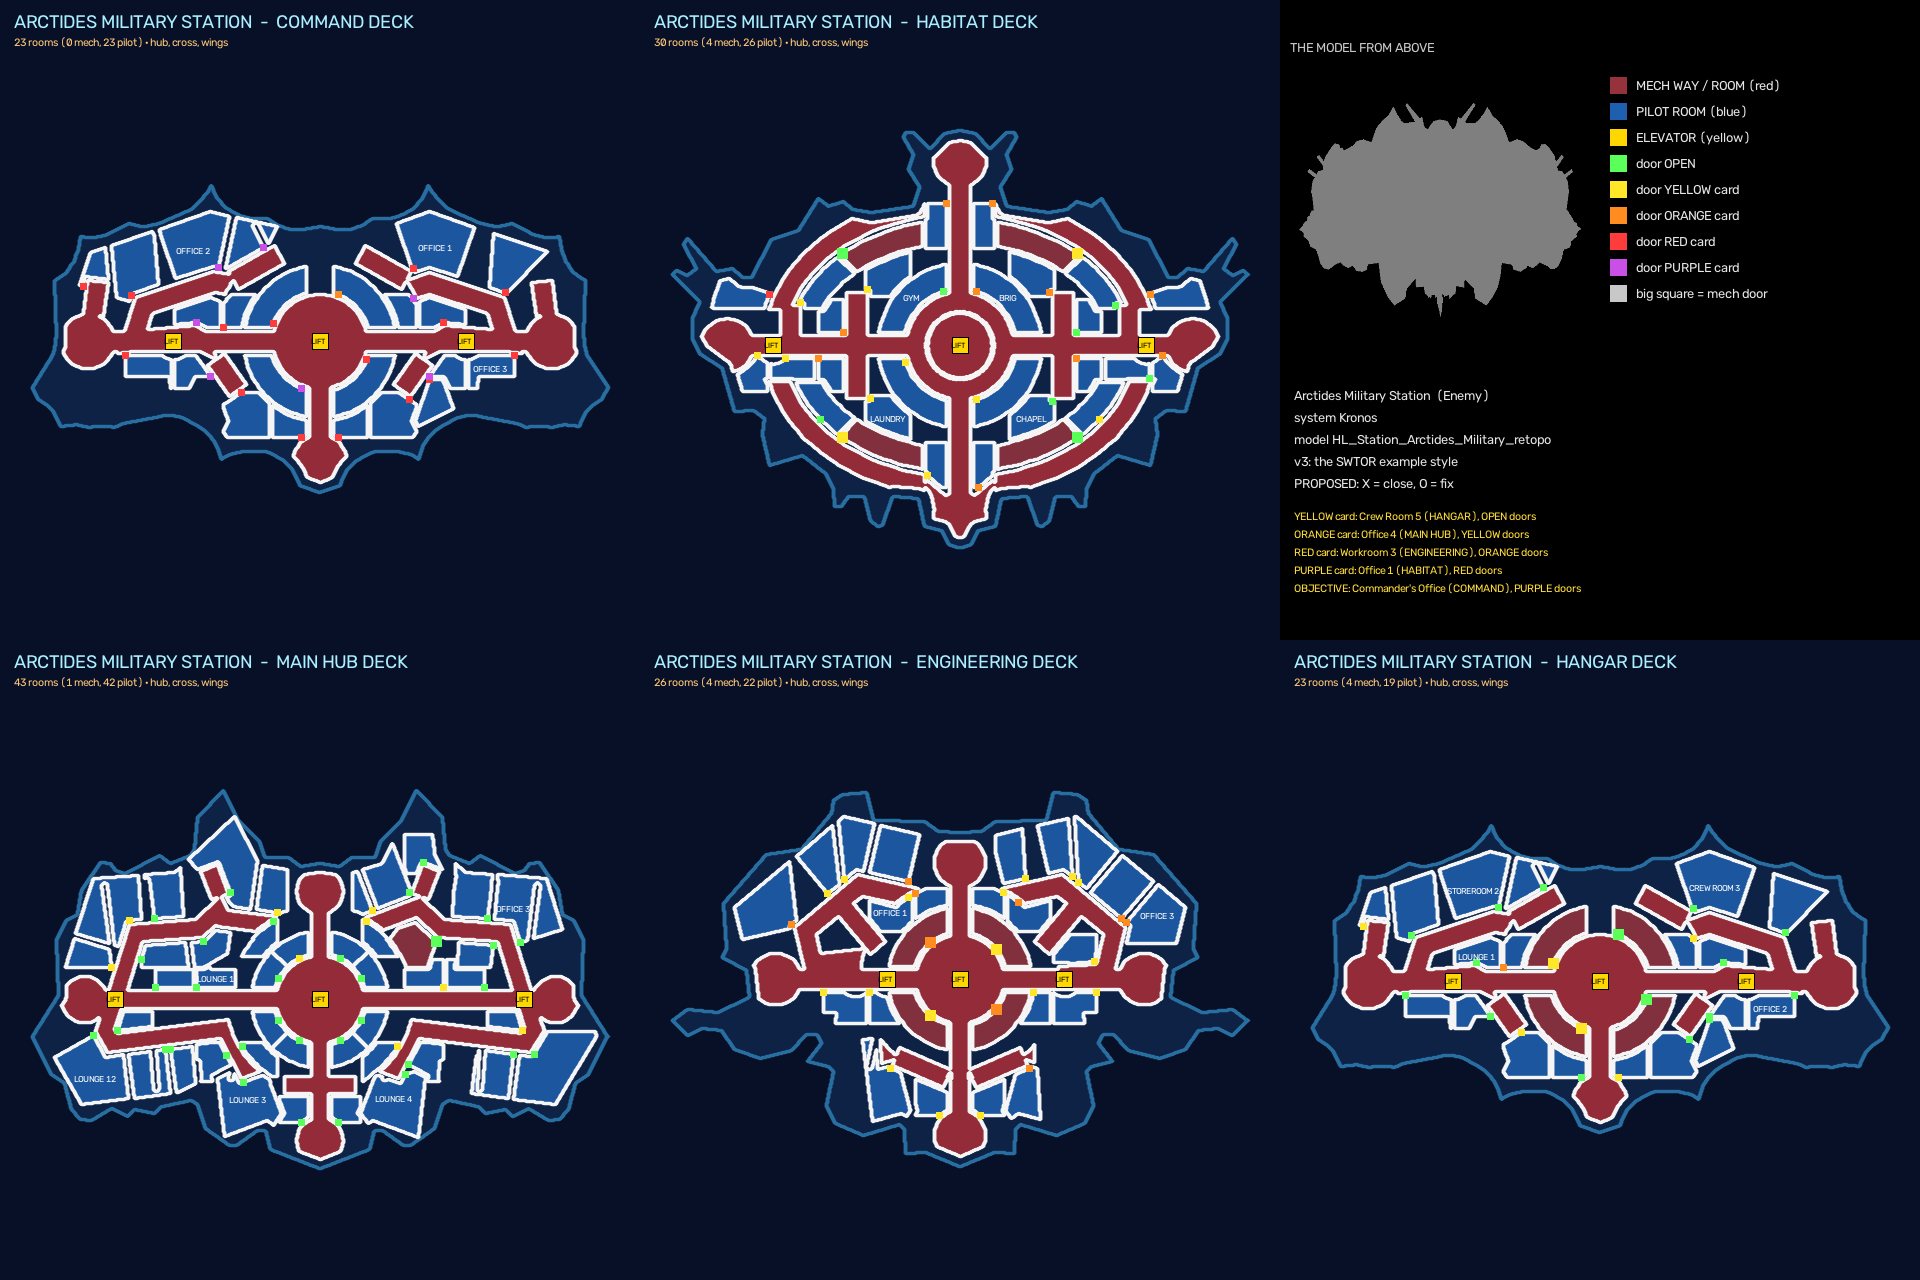 ARCTIDES MILITARY STATION - COMMAND DECK
23 rooms (0 mech, 23 pilot) • hub, cross, wings
OFFICE 2
OFFICE 1
LIFT
LIFT
LIFT
OFFICE 3
ARCTIDES MILITARY STATION - HABITAT DECK
30 rooms (4 mech, 26 pilot) • hub, cross, wings
GYM
BRIG
LIFT
LIFT
LIFT
LAUNDRY
CHAPEL
THE MODEL FROM ABOVE
MECH WAY / ROOM (red)
PILOT ROOM (blue)
ELEVATOR (yellow)
door OPEN
door YELLOW card
door ORANGE card
door RED card
door PURPLE card
big square = mech door
Arctides Military Station (Enemy)
system Kronos
model HL_Station_Arctides_Military_retopo
v3: the SWTOR example style
PROPOSED: X = close, O = fix
YELLOW card: Crew Room 5 (HANGAR), OPEN doors
ORANGE card: Office 4 (MAIN HUB), YELLOW doors
RED card: Workroom 3 (ENGINEERING), ORANGE doors
PURPLE card: Office 1 (HABITAT), RED doors
OBJECTIVE: Commander's Office (COMMAND), PURPLE doors
ARCTIDES MILITARY STATION - MAIN HUB DECK
43 rooms (1 mech, 42 pilot) • hub, cross, wings
OFFICE 3
LOUNGE 1
LIFT
LIFT
LIFT
LOUNGE 12
LOUNGE 3
LOUNGE 4
ARCTIDES MILITARY STATION - ENGINEERING DECK
26 rooms (4 mech, 22 pilot) • hub, cross, wings
OFFICE 1
OFFICE 3
LIFT
LIFT
LIFT
ARCTIDES MILITARY STATION - HANGAR DECK
23 rooms (4 mech, 19 pilot) • hub, cross, wings
STOREROOM 2
CREW ROOM 3
LOUNGE 1
LIFT
LIFT
LIFT
OFFICE 2